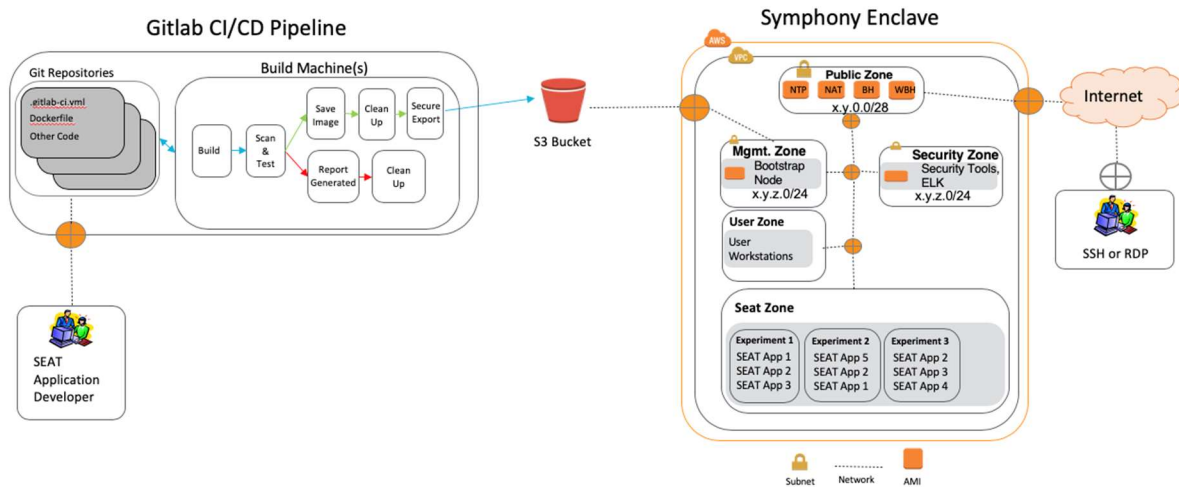 Gitlab CI/CD Pipeline
Git Repositories
.gitlab-ci.yml
Dockerfile
Other Code
Build Machine(s)
Build
Scan
&
Test
Save
Image
Clean
Up
Secure
Export
Report
Generated
Clean
Up
SEAT
Application
Developer
S3 Bucket
Symphony Enclave
AWS
VPC
Public Zone
NTP
NAT
BH
WBH
x.y.0.0/28
Mgmt. Zone
Bootstrap
Node
x.y.z.0/24
Security Zone
Security Tools,
ELK
x.y.z.0/24
User Zone
User
Workstations
Seat Zone
Experiment 1
SEAT App 1
SEAT App 2
SEAT App 3
Experiment 2
SEAT App 5
SEAT App 2
SEAT App 1
Experiment 3
SEAT App 2
SEAT App 3
SEAT App 4
Internet
SSH or RDP
Subnet
Network
AMI